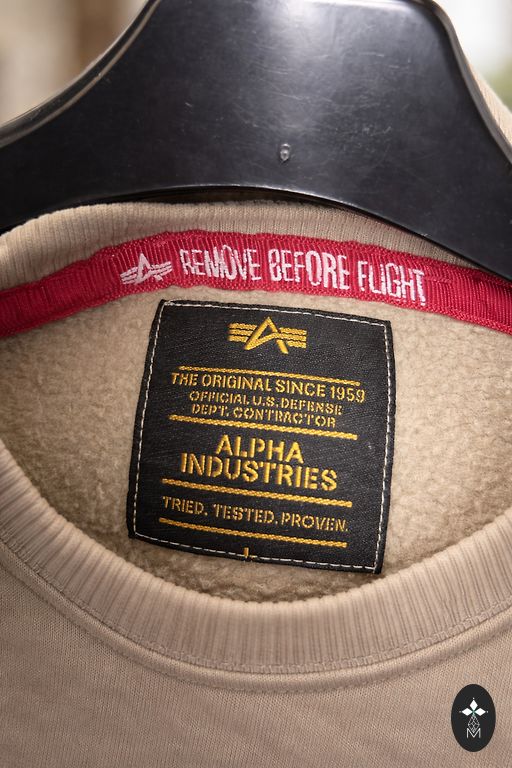 REMOVE BEFORE FLIGHT
THE ORIGINAL SINCE 1959
OFFICIAL U.S. DEFENSE
DEPT. CONTRACTOR
ALPHA
INDUSTRIES
TRIED. TESTED. PROVEN.
L
M